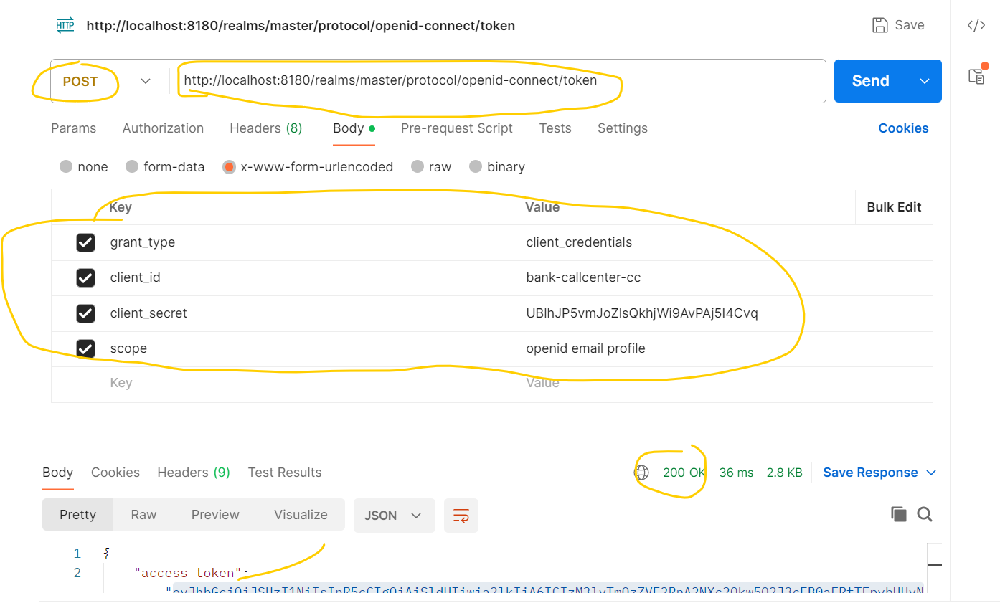 HTTP http://localhost:8180/realms/master/protocol/openid-connect/token Save </>
POST http://localhost:8180/realms/master/protocol/openid-connect/token Send
Params Authorization Headers (8) Body Pre-request Script Tests Settings Cookies
none form-data x-www-form-urlencoded raw binary
Key Value Bulk Edit
grant_type client_credentials
client_id bank-callcenter-cc
client_secret UBlhJP5vmJoZlsQkhjWi9AvPAj5I4Cvq
scope openid email profile
Key Value
Body Cookies Headers (9) Test Results 200 OK 36 ms 2.8 KB Save Response
Pretty Raw Preview Visualize JSON
1 {
2 "access_token":